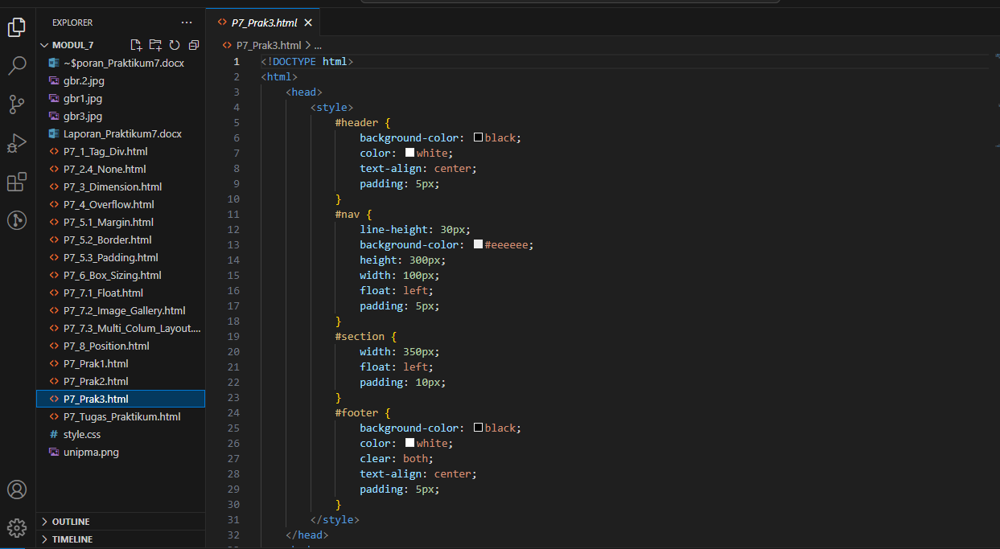 EXPLORER
MODUL_7
~$poran_Praktikum7.docx
gbr.2.jpg
gbr1.jpg
gbr3.jpg
Laporan_Praktikum7.docx
P7_1_Tag_Div.html
P7_2.4_None.html
P7_3_Dimension.html
P7_4_Overflow.html
P7_5.1_Margin.html
P7_5.2_Border.html
P7_5.3_Padding.html
P7_6_Box_Sizing.html
P7_7.1_Float.html
P7_7.2_Image_Gallery.html
P7_7.3_Multi_Colum_Layout....
P7_8_Position.html
P7_Prak1.html
P7_Prak2.html
P7_Prak3.html
P7_Tugas_Praktikum.html
# style.css
unipma.png
OUTLINE
TIMELINE
P7_Prak3.html
P7_Prak3.html > ...
1 <!DOCTYPE html>
2 <html>
3 <head>
4 <style>
5 #header {
6 background-color: black;
7 color: white;
8 text-align: center;
9 padding: 5px;
10 }
11 #nav {
12 line-height: 30px;
13 background-color: #eeeeee;
14 height: 300px;
15 width: 100px;
16 float: left;
17 padding: 5px;
18 }
19 #section {
20 width: 350px;
21 float: left;
22 padding: 10px;
23 }
24 #footer {
25 background-color: black;
26 color: white;
27 clear: both;
28 text-align: center;
29 padding: 5px;
30 }
31 </style>
32 </head>